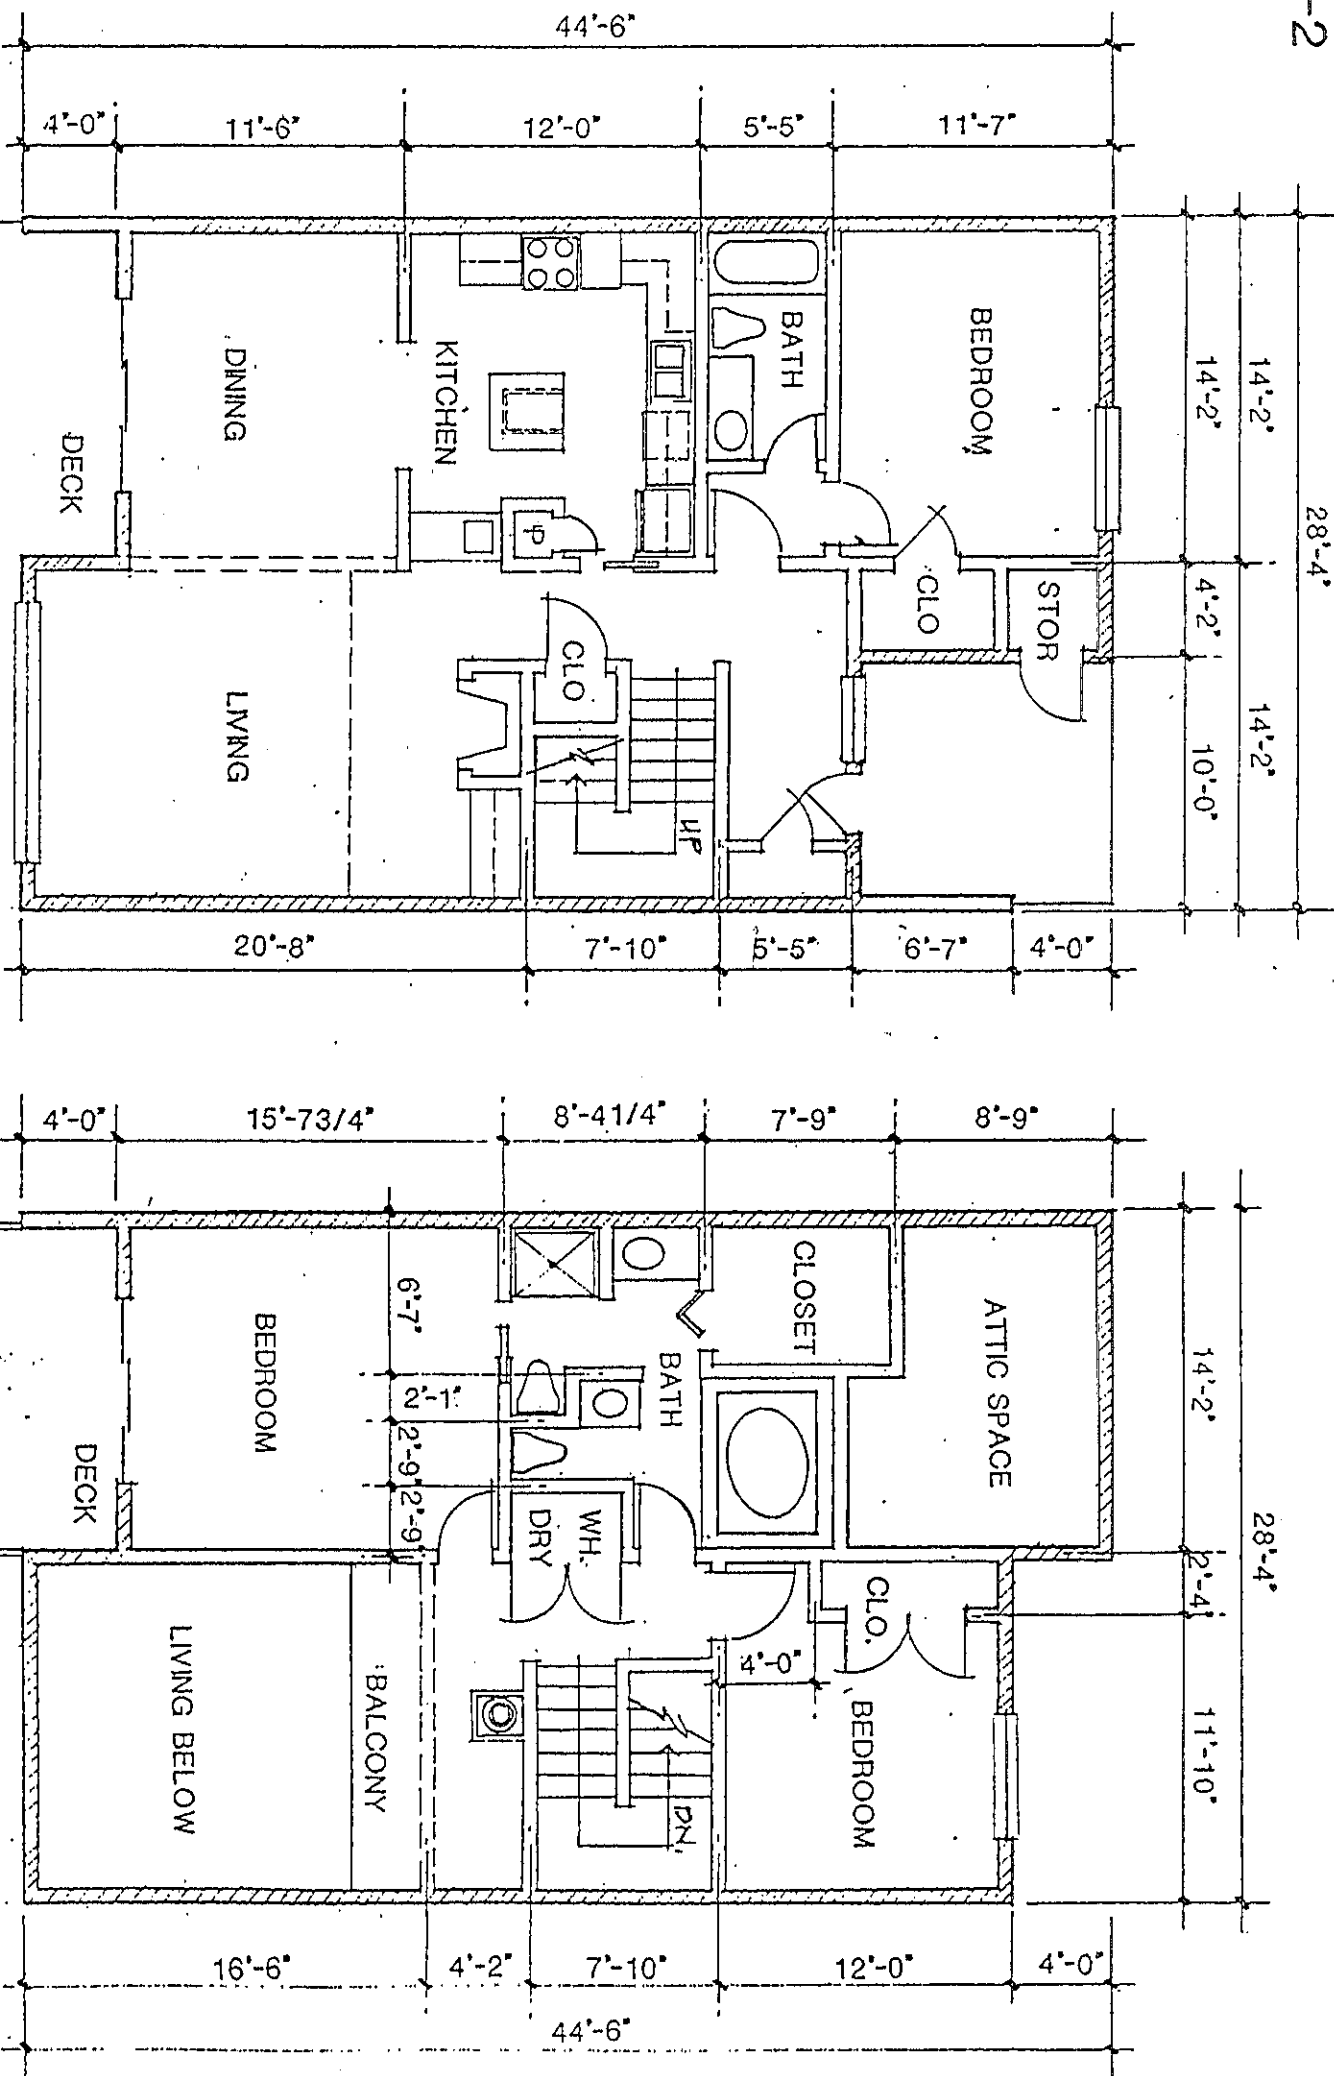 -2
44'-6"
4'-0"
11'-6"
12'-0"
5'-5"
11'-7"
14'-2"
14'-2"
28'-4"
4'-2"
14'-2"
10'-0"
BEDROOM
BATH
KITCHEN
DINING
DECK
P
CLO
STOR
CLO
LIVING
UP
20'-8"
7'-10"
5'-5"
6'-7"
4'-0"
4'-0"
15'-73/4"
8'-41/4"
7'-9"
8'-9"
14'-2"
28'-4"
2'-4"
11'-10"
6'-7"
2'-1"
2'-9"
2'-9"
BEDROOM
DECK
BATH
CLOSET
ATTIC SPACE
WH.
DRY
CLO.
4'-0"
BEDROOM
LIVING BELOW
BALCONY
DN.
16'-6"
4'-2"
7'-10"
12'-0"
4'-0"
44'-6"